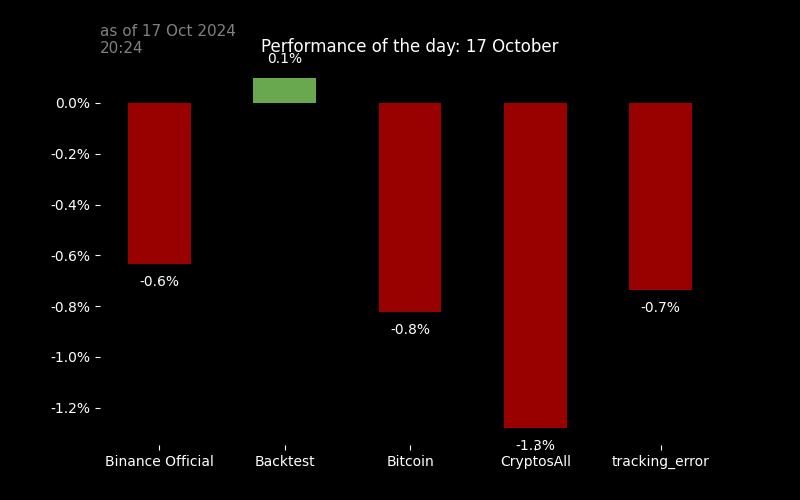 as of 17 Oct 2024
20:24
Performance of the day: 17 October
0.1%
0.0%
-0.2%
-0.4%
-0.6%
-0.8%
-1.0%
-1.2%
-0.6%
-0.8%
-1.3%
-0.7%
Binance Official
Backtest
Bitcoin
CryptosAll
tracking_error